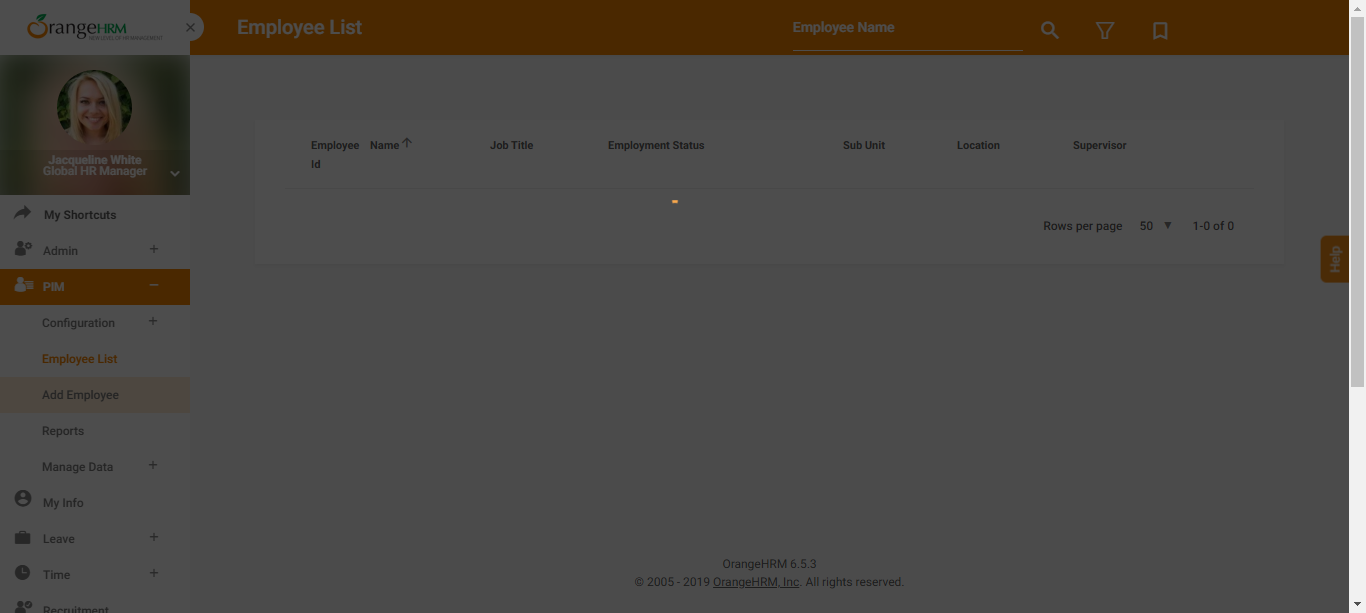 OrangeHRM
Employee List
Employee Name
Jacqueline White
Global HR Manager
My Shortcuts
Admin
PIM
Configuration
Employee List
Add Employee
Reports
Manage Data
My Info
Leave
Time
Recruitment
Employee Id
Name
Job Title
Employment Status
Sub Unit
Location
Supervisor
Rows per page 50 1-0 of 0
Help
OrangeHRM 6.5.3
© 2005 - 2019 OrangeHRM, Inc. All rights reserved.